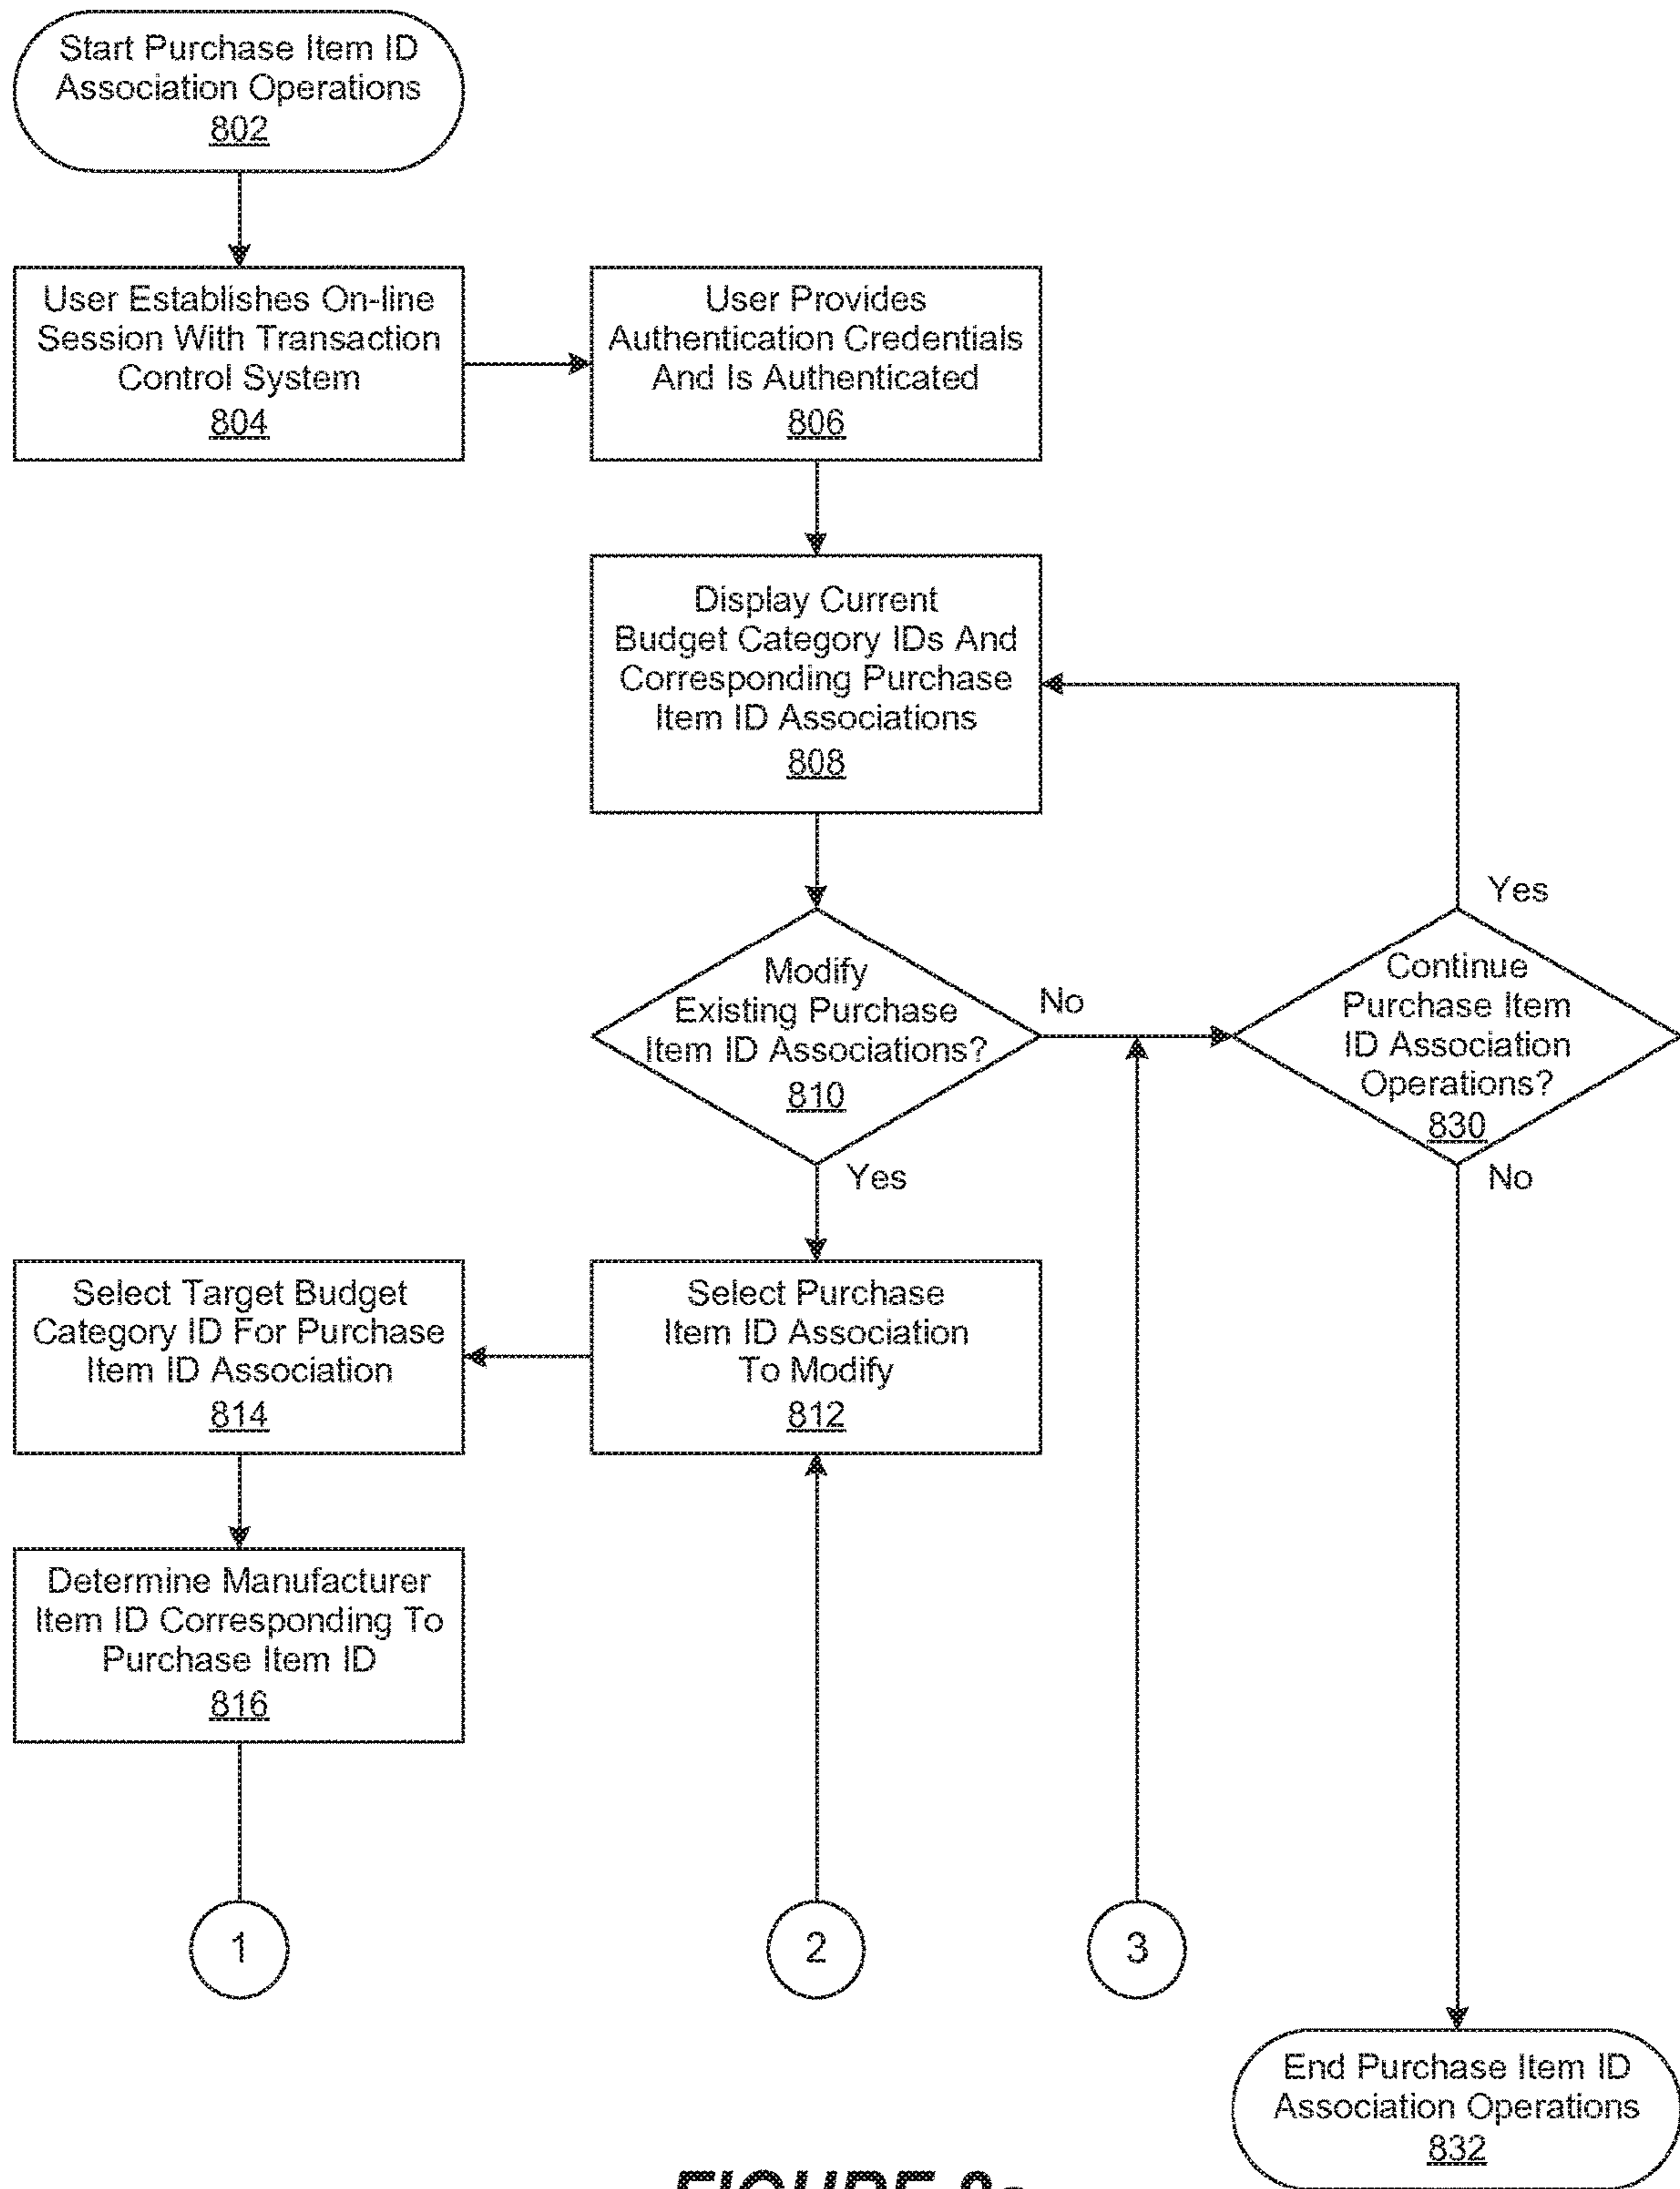 Start Purchase Item ID
Association Operations
802
User Establishes On-line
Session With Transaction
Control System
804
User Provides
Authentication Credentials
And Is Authenticated
806
Display Current
Budget Category IDs And
Corresponding Purchase
Item ID Associations
808
Modify
Existing Purchase
Item ID Associations?
810
No
Yes
Continue
Purchase Item
ID Association
Operations?
830
Yes
No
Select Purchase
Item ID Association
To Modify
812
Select Target Budget
Category ID For Purchase
Item ID Association
814
Determine Manufacturer
Item ID Corresponding To
Purchase Item ID
816
1
2
3
End Purchase Item ID
Association Operations
832